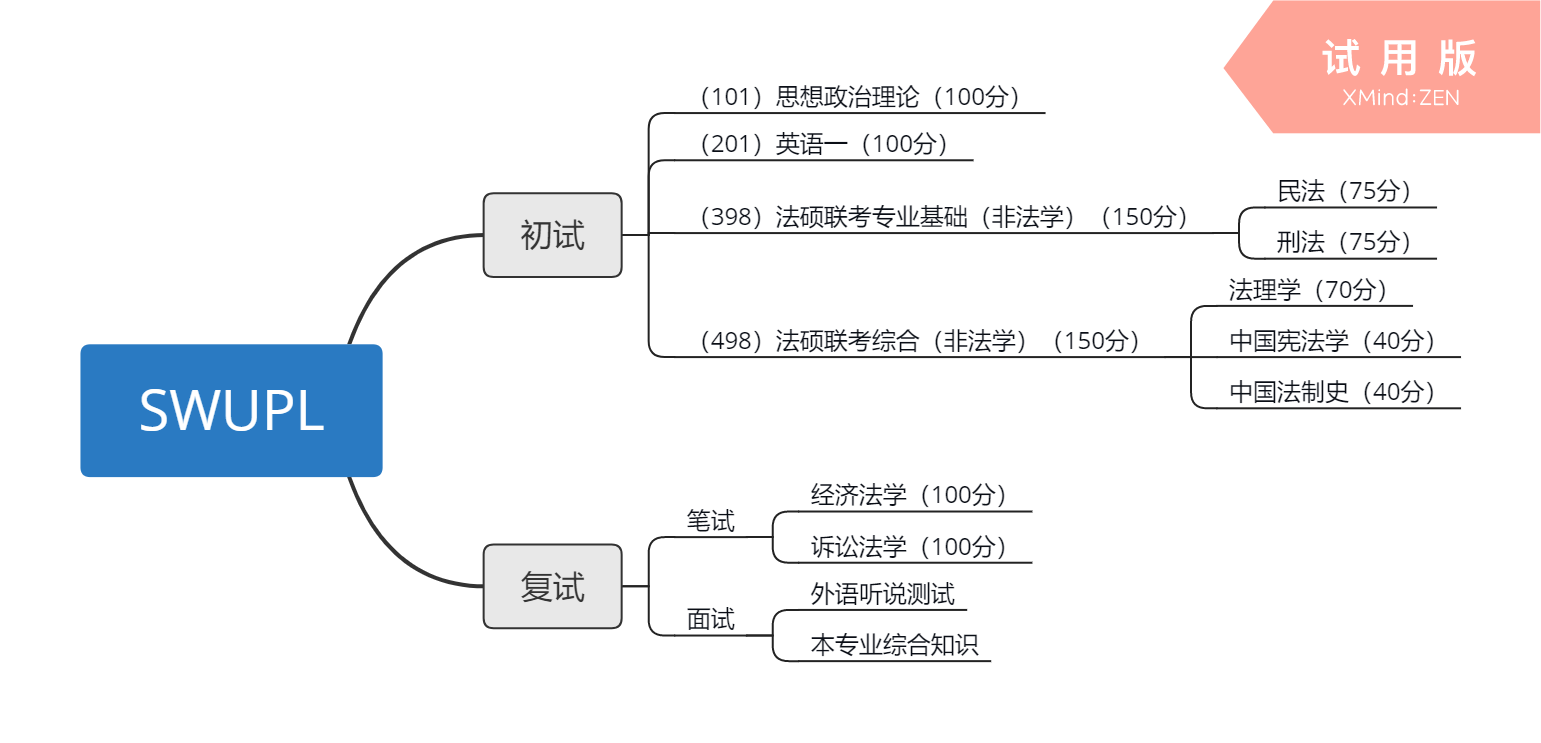 试用版
XMind:ZEN
SWUPL
初试
（101）思想政治理论（100分）
（201）英语一（100分）
（398）法硕联考专业基础（非法学）（150分）
民法（75分）
刑法（75分）
（498）法硕联考综合（非法学）（150分）
法理学（70分）
中国宪法学（40分）
中国法制史（40分）
复试
笔试
经济法学（100分）
诉讼法学（100分）
面试
外语听说测试
本专业综合知识